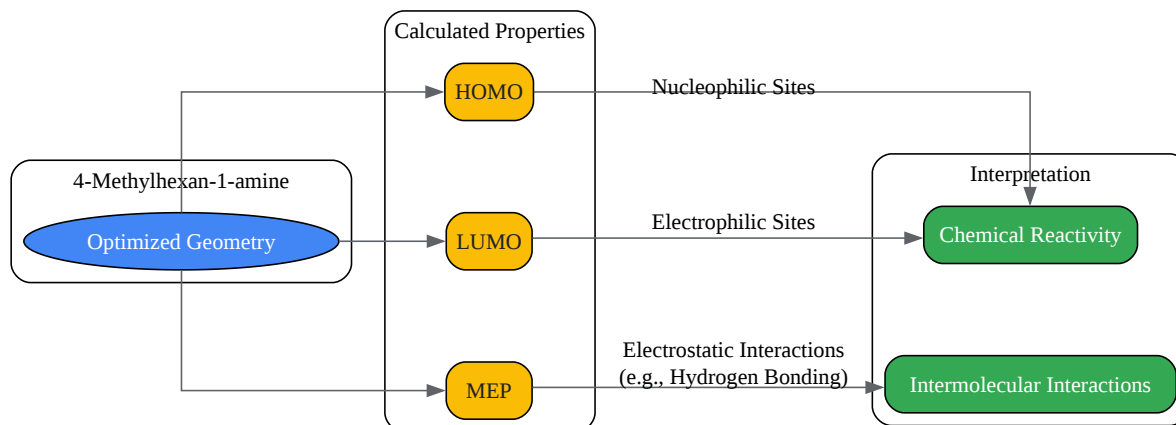 Calculated Properties
HOMO
Nucleophilic Sites
4-Methylhexan-1-amine
Interpretation
Optimized Geometry
LUMO
Electrophilic Sites
Chemical Reactivity
Electrostatic Interactions
(e.g., Hydrogen Bonding)
MEP
Intermolecular Interactions